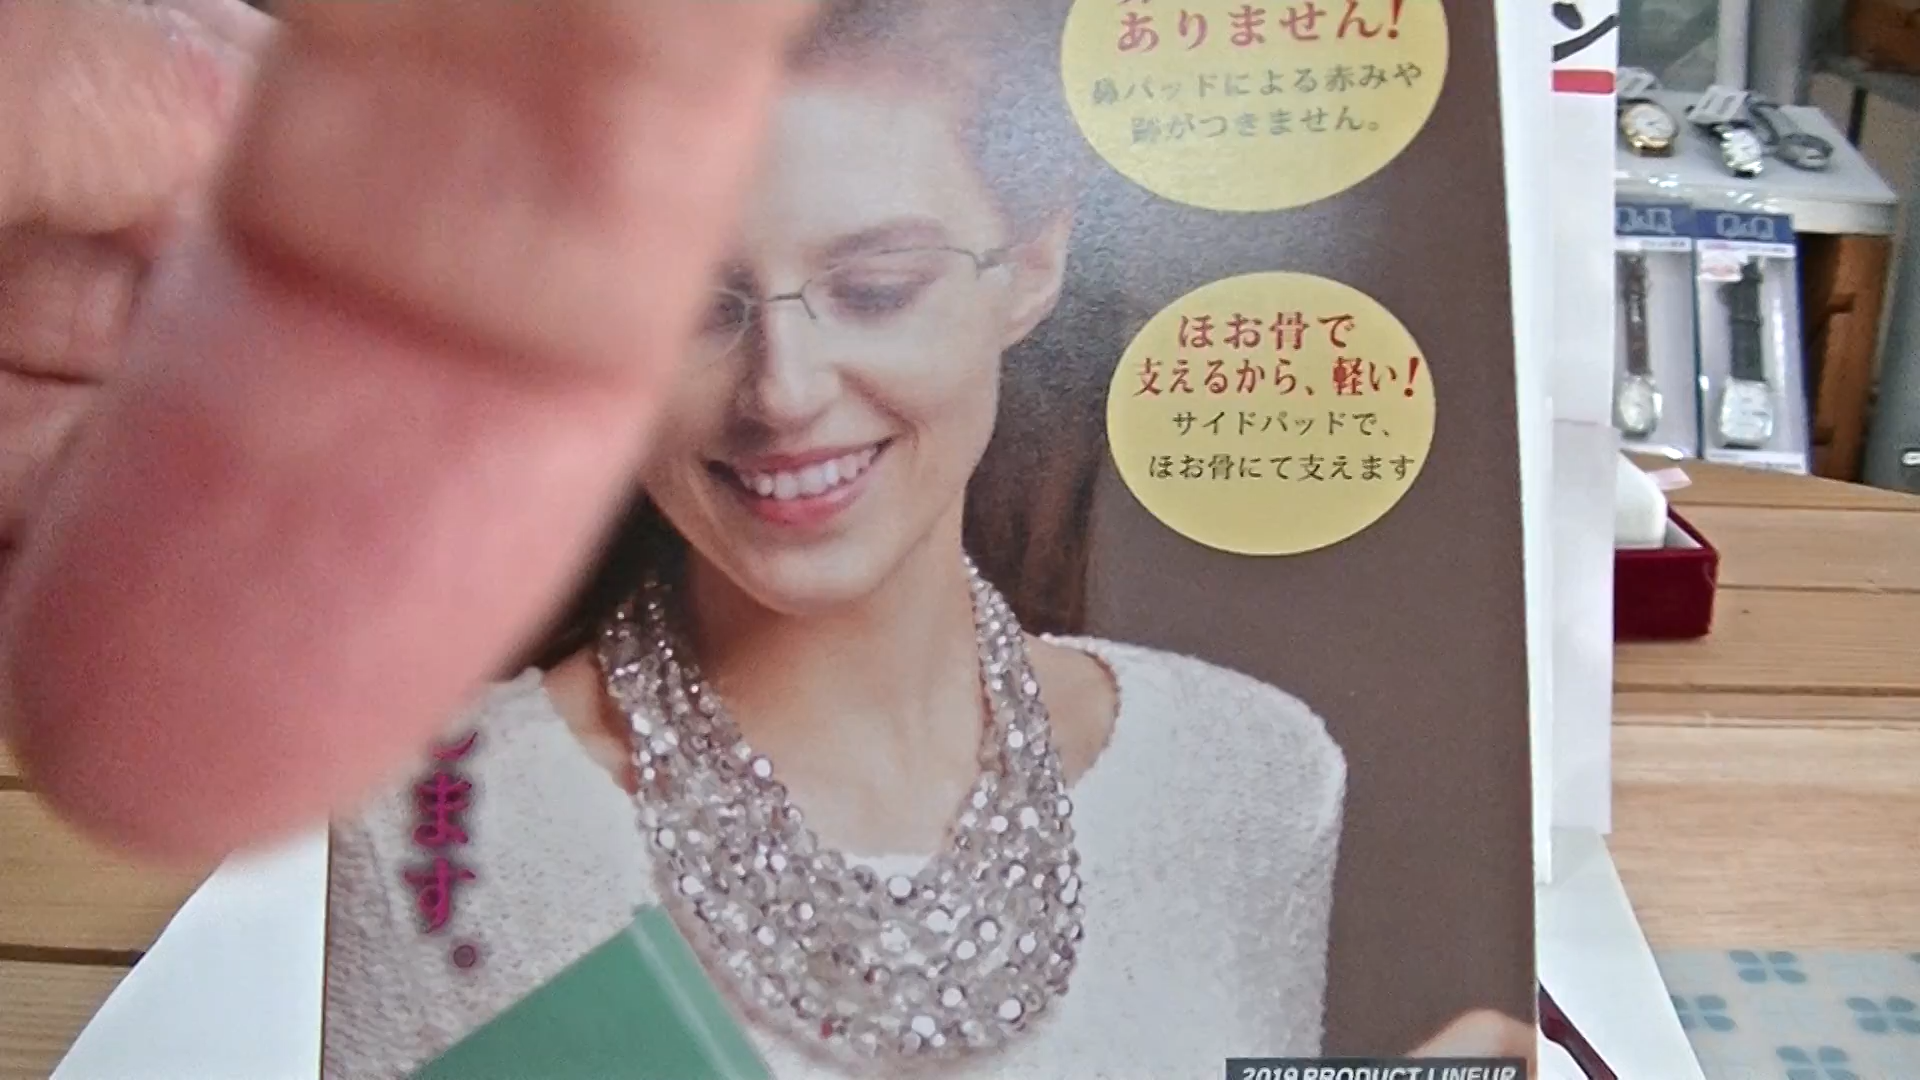 ありません!
鼻パッドによる赤みや
跡がつきません。
ほお骨で
支えるから、軽い!
サイドパッドで、
ほお骨にて支えます
ます。
2019 PRODUCT LINEUP
ン
Q&Q
Q&Q